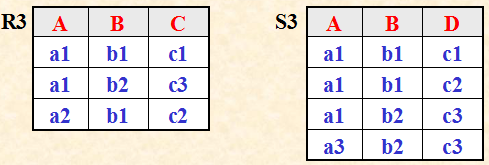 R3 A B C S3 A B D
a1 b1 c1 a1 b1 c1
a1 b2 c3 a1 b1 c2
a2 b1 c2 a1 b2 c3
a3 b2 c3